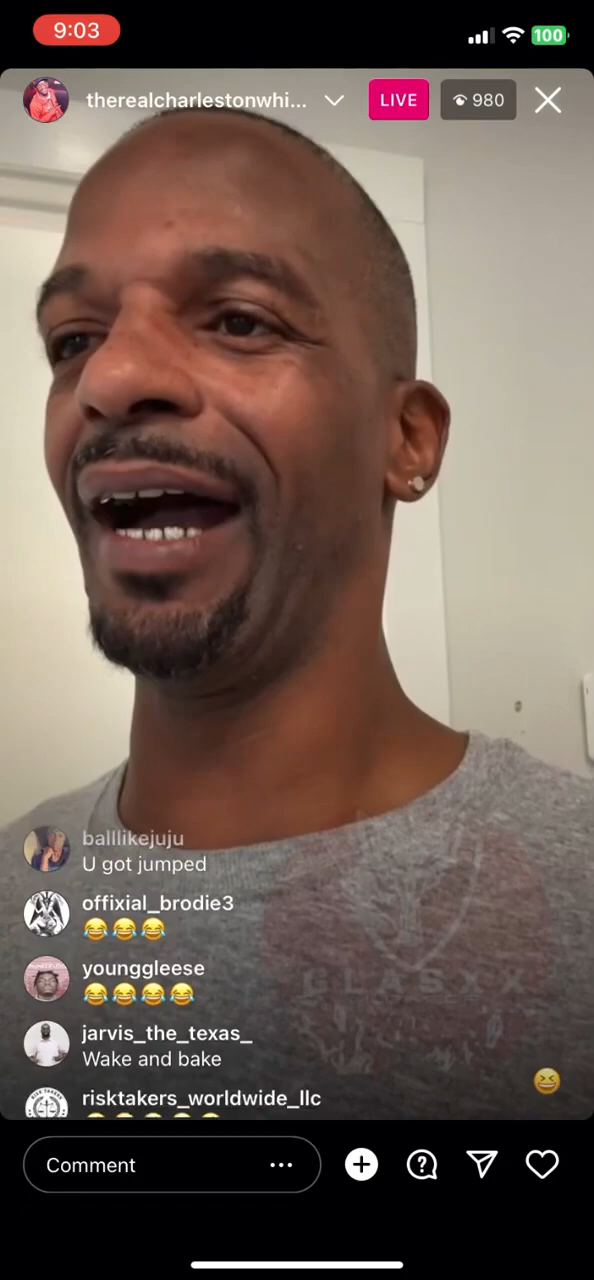 9:03
100
therealcharlestonwhi...
LIVE
980
balllikejuju
U got jumped
offixial_brodie3
😂😂😂
younggleese
😂😂😂😂
jarvis_the_texas_
Wake and bake
risktakers_worldwide_llc
Comment